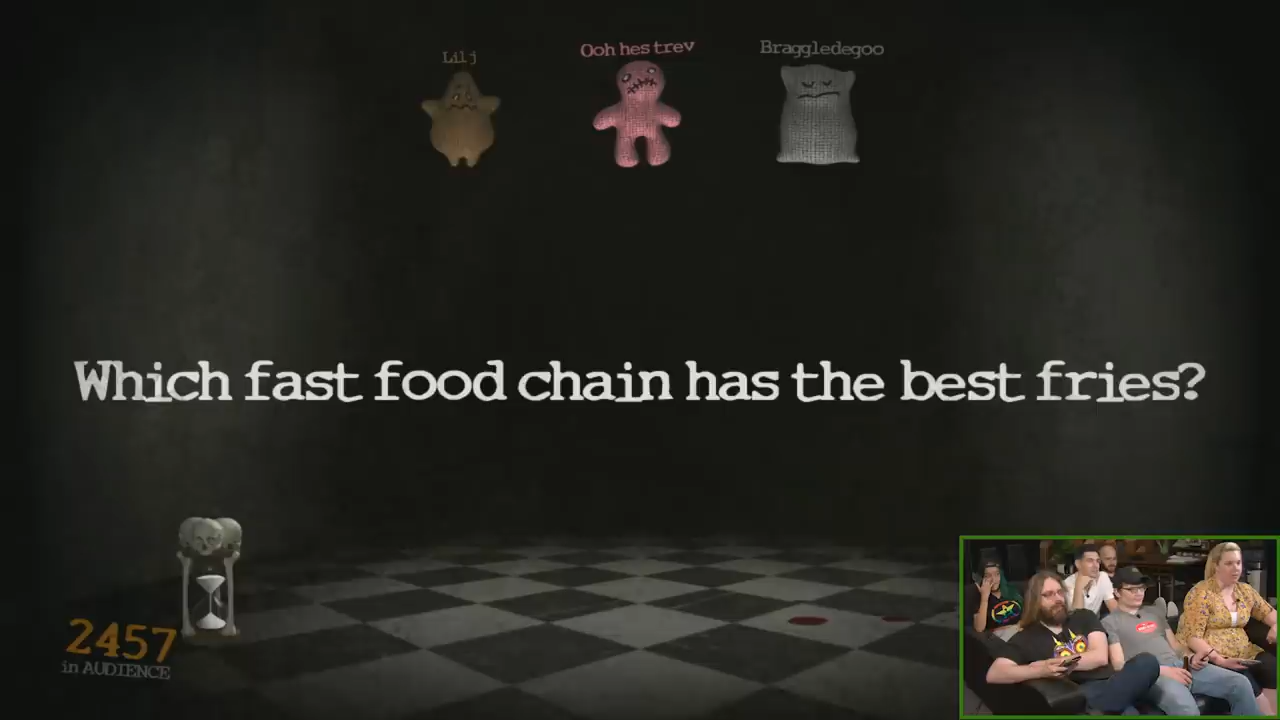 Lil j
Ooh hes trev
Braggledegoo
Which fast food chain has the best fries?
2457
in AUDIENCE